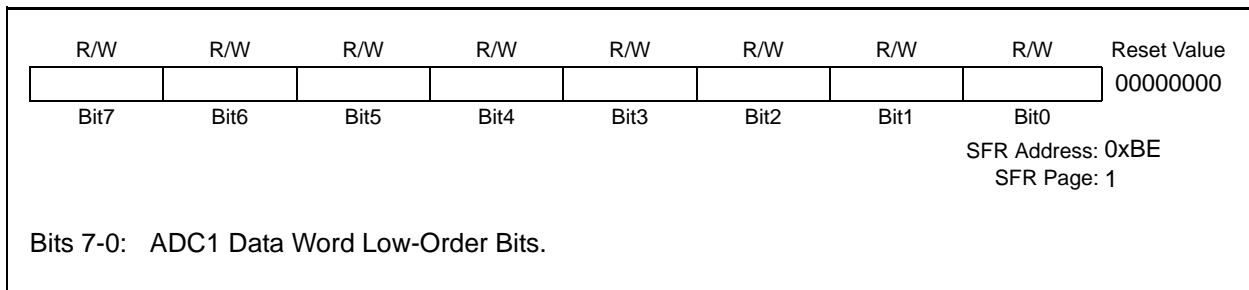 R/W R/W R/W R/W R/W R/W R/W R/W Reset Value
00000000
Bit7 Bit6 Bit5 Bit4 Bit3 Bit2 Bit1 Bit0
SFR Address: 0xBE
SFR Page: 1
Bits 7-0: ADC1 Data Word Low-Order Bits.